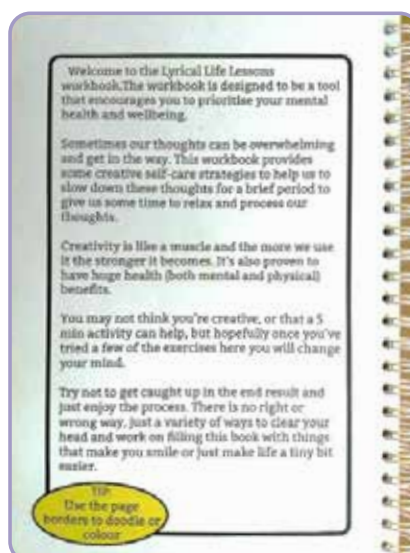 Welcome to the Lyrical Life Lessons
workbook.The workbook is designed to be a tool
that encourages you to prioritise your mental
health and wellbeing.
Sometimes our thoughts can be overwhelming
and get in the way. This workbook provides
some creative self-care strategies to help us to
slow down these thoughts for a brief period to
give us some time to relax and process our
thoughts.
Creativity is like a muscle and the more we use
it the stronger it becomes. It's also proven to
have huge health (both mental and physical)
benefits.
You may not think you're creative, or that a 5
min activity can help, but hopefully once you've
tried a few of the exercises here you will change
your mind.
Try not to get caught up in the end result and
just enjoy the process. There is no right or
wrong way, just a variety of ways to clear your
head and work on filling this book with things
that make you smile or just make life a tiny bit
easier.
TIP:
Use the page
borders to doodle or
colour